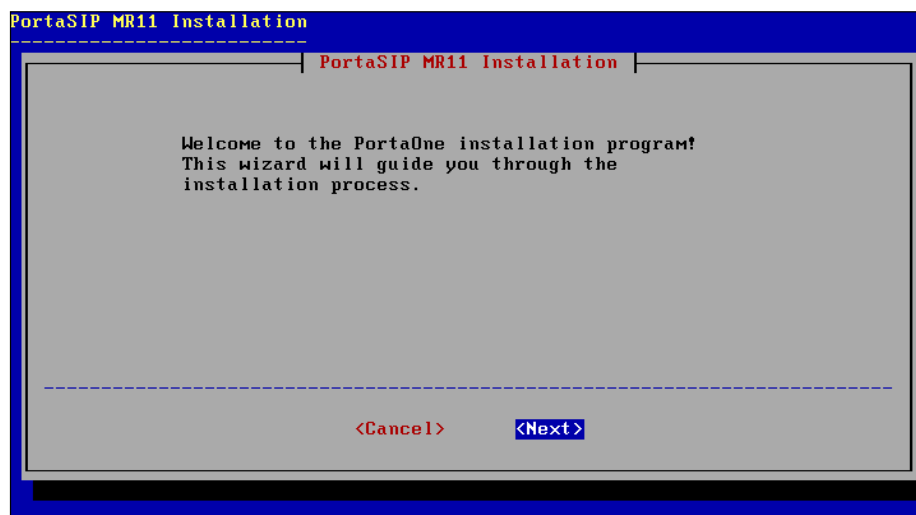 PortaSIP MR11 Installation
PortaSIP MR11 Installation
Welcome to the PortaOne installation program!
This wizard will guide you through the
installation process.
<Cancel> <Next>